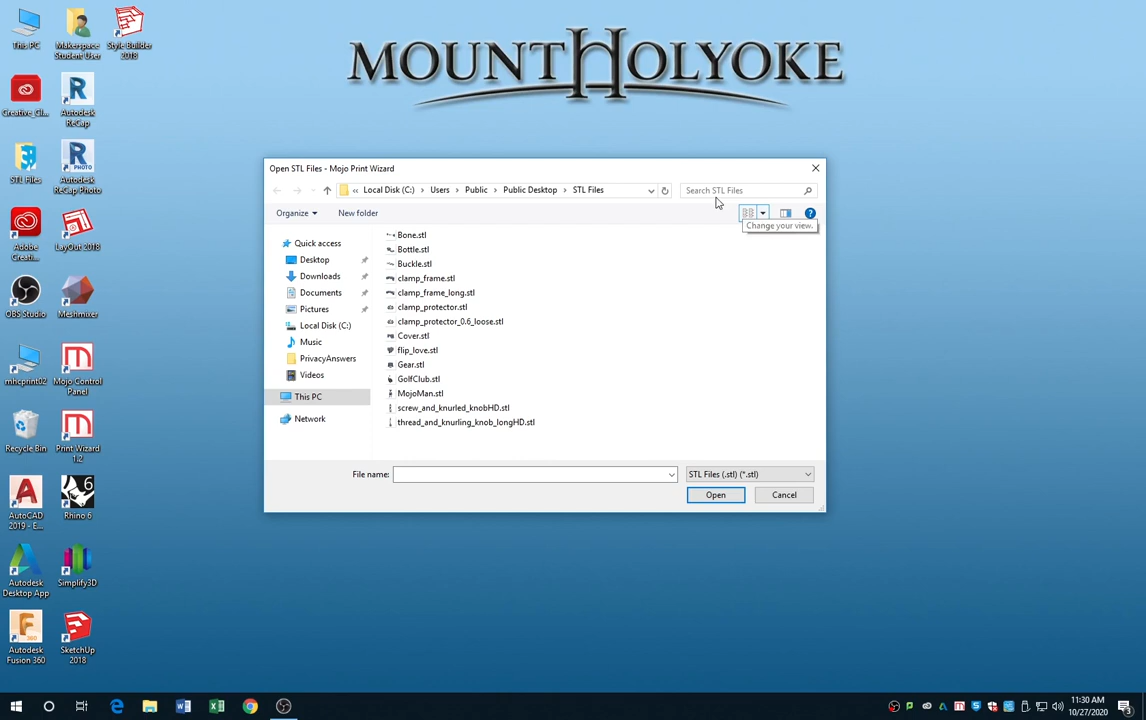 This PC
Makerspace
Student User
Style Builder
2018
MOUNT HOLYOKE
Creative_Cl...
Autodesk
ReCap
STL Files
Autodesk
ReCap Photo
Adobe
Creati...
LayOut 2018
OBS Studio
Meshmixer
mhcprint02
Mojo Control
Panel
Recycle Bin
Print Wizard
1.2
AutoCAD
2019 - E...
Rhino 6
Autodesk
Desktop App
Simplify3D
Autodesk
Fusion 360
SketchUp
2018
Open STL Files - Mojo Print Wizard
« Local Disk (C:) > Users > Public > Public Desktop > STL Files
Search STL Files
Organize
New folder
Change your view.
Quick access
Desktop
Downloads
Documents
Pictures
Local Disk (C:)
Music
PrivacyAnswers
Videos
This PC
Network
Bone.stl
Bottle.stl
Buckle.stl
clamp_frame.stl
clamp_frame_long.stl
clamp_protector.stl
clamp_protector_0.6_loose.stl
Cover.stl
flip_love.stl
Gear.stl
GolfClub.stl
MojoMan.stl
screw_and_knurled_knobHD.stl
thread_and_knurling_knob_longHD.stl
File name:
STL Files (.stl) (*.stl)
Open
Cancel
11:30 AM
10/27/2020